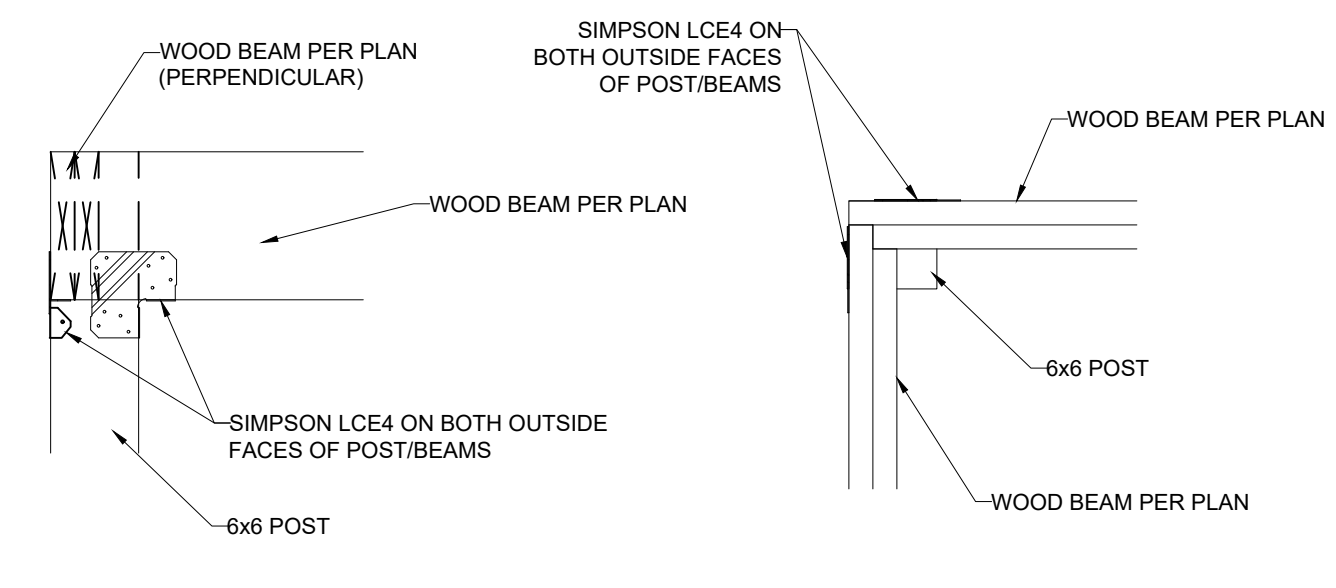 WOOD BEAM PER PLAN
(PERPENDICULAR)
WOOD BEAM PER PLAN
SIMPSON LCE4 ON BOTH OUTSIDE
FACES OF POST/BEAMS
6x6 POST
SIMPSON LCE4 ON
BOTH OUTSIDE FACES
OF POST/BEAMS
WOOD BEAM PER PLAN
6x6 POST
WOOD BEAM PER PLAN